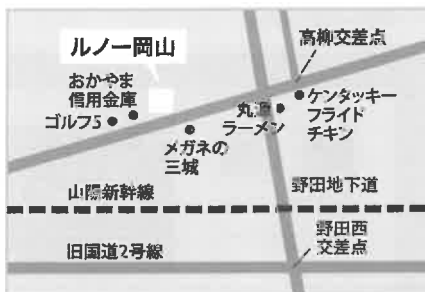 高柳交差点
ルノー岡山
おかやま
信用金庫
ゴルフ5
メガネの
三城
ラーメン
ケンタッキー
フライド
チキン
山陽新幹線
野田地下道
野田西
交差点
旧国道2号線